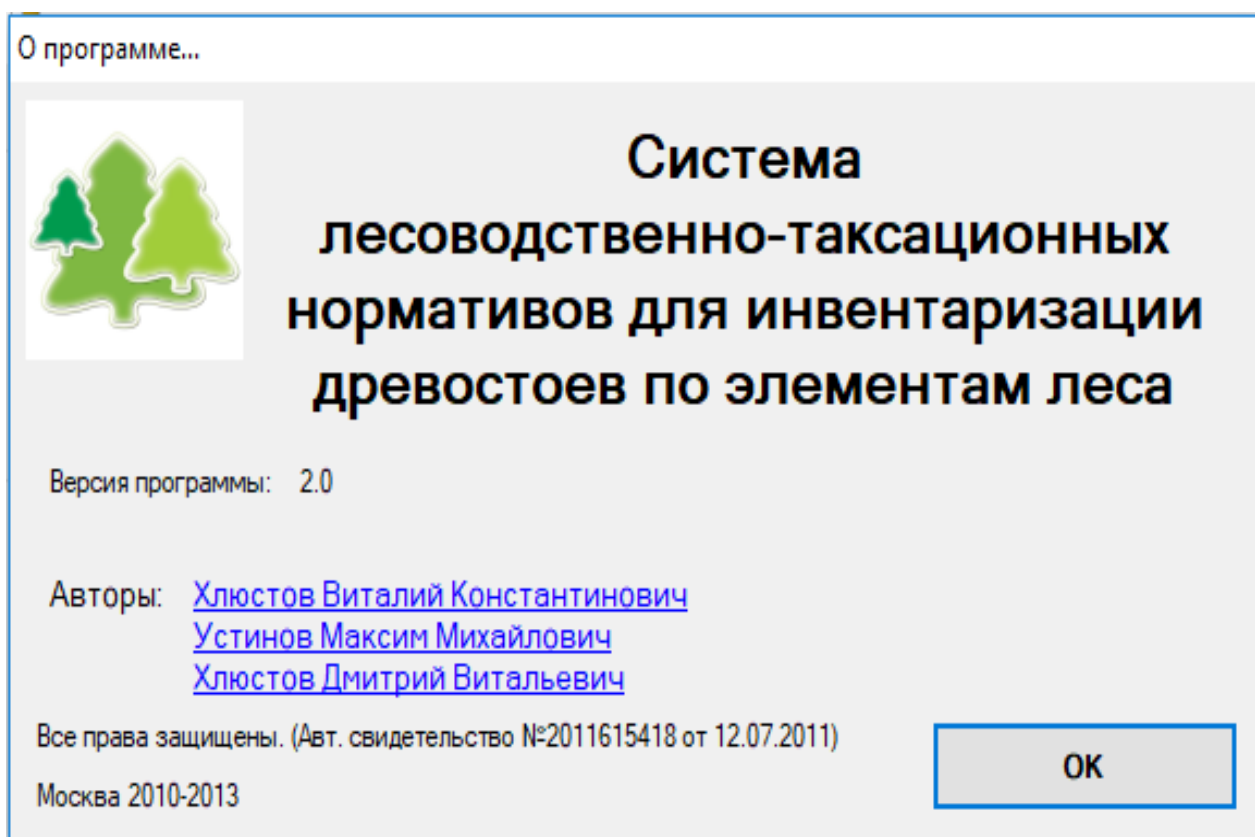 О программе...
Система
лесоводственно-таксационных
нормативов для инвентаризации
древостоев по элементам леса
Версия программы: 2.0
Авторы: Хлюстов Виталий Константинович
Устинов Максим Михайлович
Хлюстов Дмитрий Витальевич
Все права защищены. (Авт. свидетельство №2011615418 от 12.07.2011)
Москва 2010-2013
ОК